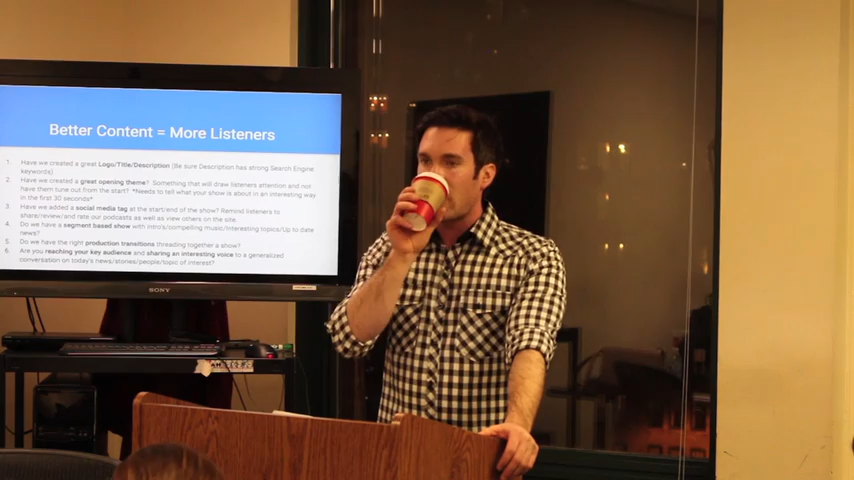 Better Content = More Listeners
1. Have we created a great Logo/Title/Description (Be sure Description has strong Search Engine
keywords)
2. Have we created a great opening theme? Something that will draw listeners attention and not
have them tune out from the start? *Needs to tell what your show is about in an interesting way
in the first 30 seconds*
3. Have we added a social media tag at the start/end of the show? Remind listeners to
share/review/and rate our podcasts as well as view others on the site.
4. Do we have a segment based show with intro's/compelling music/Interesting topics/Up to date
news?
5. Do we have the right production transitions threading together a show?
6. Are you reaching your key audience and sharing an interesting voice to a generalized
conversation on today's news/stories/people/topic of interest?
SONY